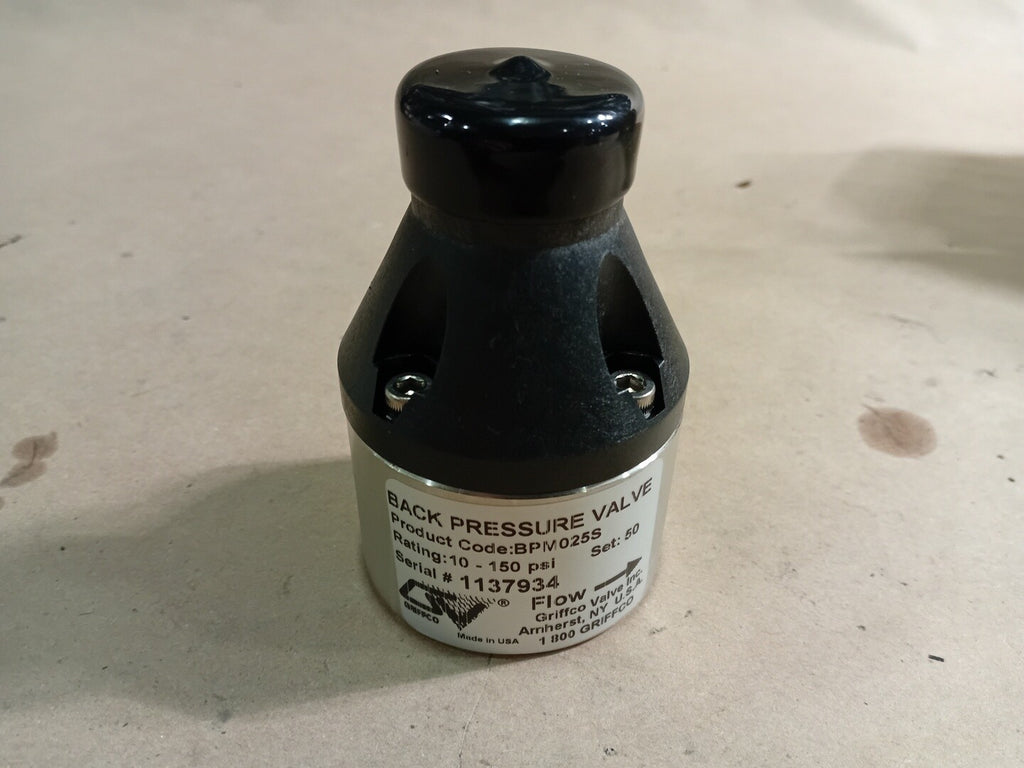 BACK PRESSURE VALVE
Product Code:BPM025S
Rating:10 - 150 psi Set: 50
Serial # 1137934
GRIFFCO ®
Flow
Griffco Valve Inc.
Amherst, NY U.S.A
Made in USA 1 800 GRIFFCO